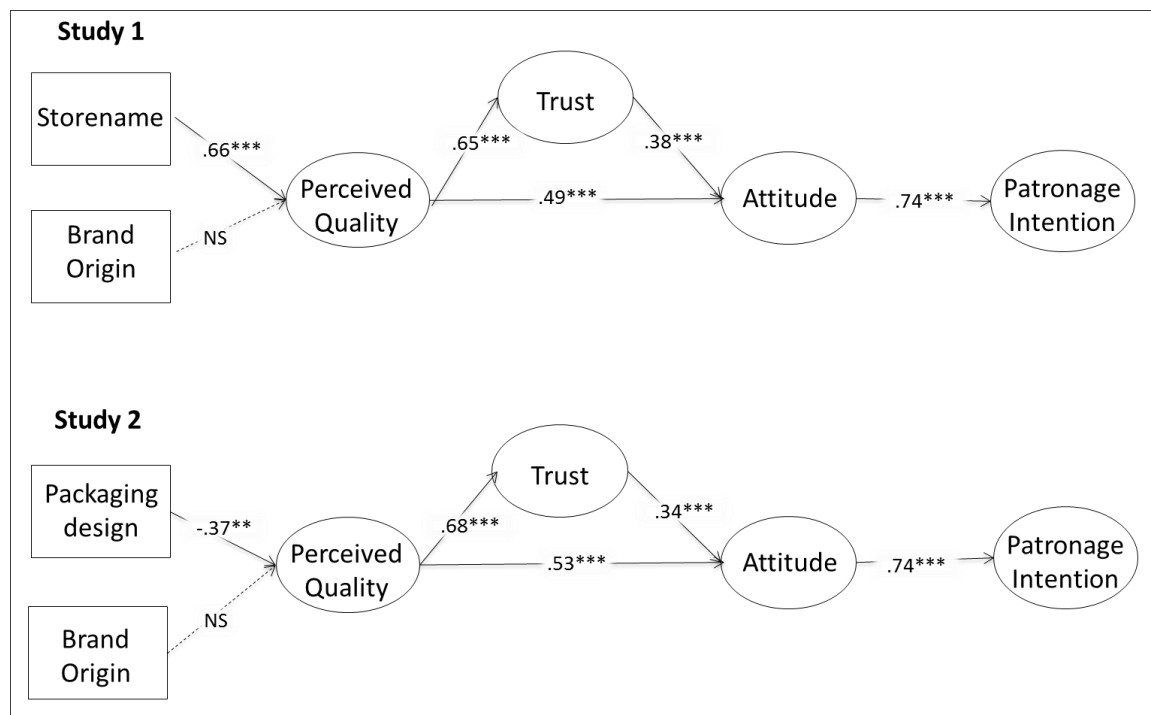 Study 1
Storename
.66***
Brand
Origin
NS
Perceived
Quality
.65***
Trust
.38***
.49***
Attitude
.74***
Patronage
Intention
Study 2
Packaging
design
-.37**
Brand
Origin
NS
Perceived
Quality
.68***
Trust
.34***
.53***
Attitude
.74***
Patronage
Intention